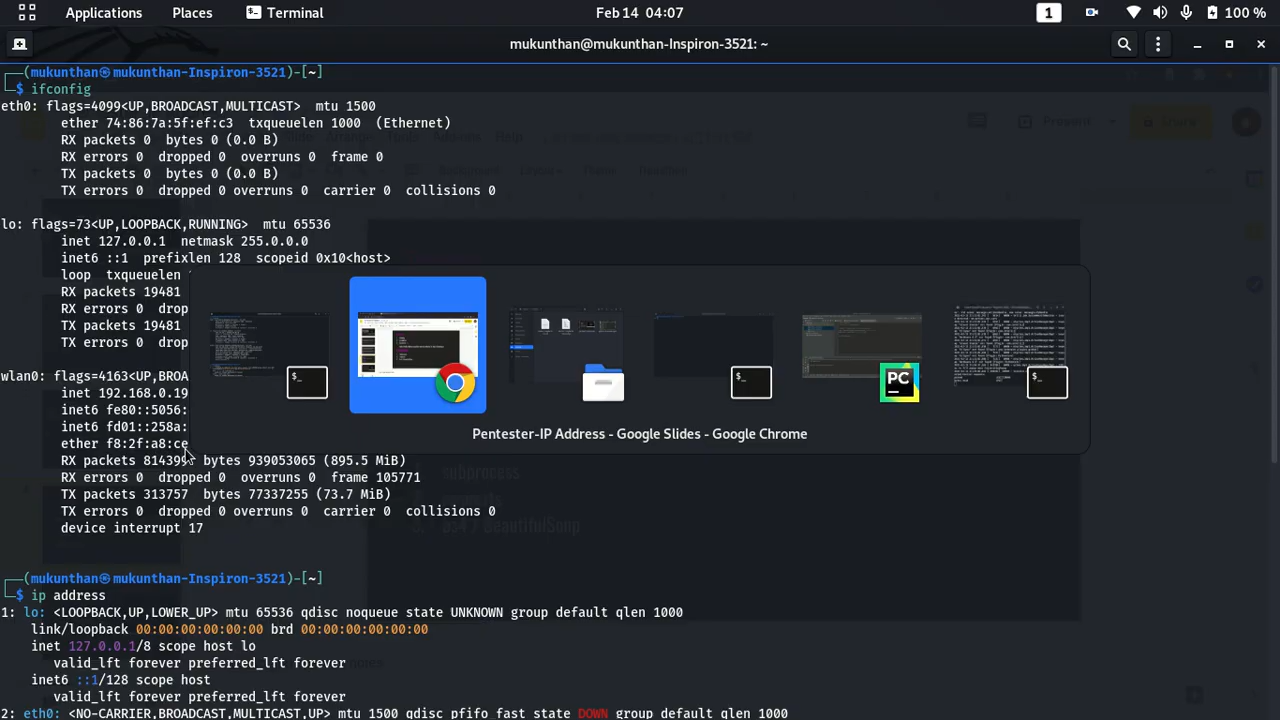 Applications Places Terminal Feb 14 04:07 1 100 %
mukunthan@mukunthan-Inspiron-3521: ~
┌──(mukunthan㉿mukunthan-Inspiron-3521)-[~]
└─$ ifconfig
eth0: flags=4099<UP,BROADCAST,MULTICAST> mtu 1500
ether 74:86:7a:5f:ef:c3 txqueuelen 1000 (Ethernet)
RX packets 0 bytes 0 (0.0 B)
RX errors 0 dropped 0 overruns 0 frame 0
TX packets 0 bytes 0 (0.0 B)
TX errors 0 dropped 0 overruns 0 carrier 0 collisions 0
lo: flags=73<UP,LOOPBACK,RUNNING> mtu 65536
inet 127.0.0.1 netmask 255.0.0.0
inet6 ::1 prefixlen 128 scopeid 0x10<host>
loop txqueuelen
RX packets 19481
RX errors 0 drop
TX packets 19481
TX errors 0 drop
wlan0: flags=4163<UP,BROA
inet 192.168.0.19
inet6 fe80::5056:
inet6 fd01::258a:
ether f8:2f:a8:ce
Pentester-IP Address - Google Slides - Google Chrome
RX packets 814399 bytes 939053065 (895.5 MiB)
RX errors 0 dropped 0 overruns 0 frame 105771
subprocess
TX packets 313757 bytes 77337255 (73.7 MiB)
TX errors 0 dropped 0 overruns 0 carrier 0 collisions 0
device interrupt 17
┌──(mukunthan㉿mukunthan-Inspiron-3521)-[~]
└─$ ip address
1: lo: <LOOPBACK,UP,LOWER_UP> mtu 65536 qdisc noqueue state UNKNOWN group default qlen 1000
link/loopback 00:00:00:00:00:00 brd 00:00:00:00:00:00
inet 127.0.0.1/8 scope host lo
valid_lft forever preferred_lft forever
inet6 ::1/128 scope host
valid_lft forever preferred_lft forever
2: eth0: <NO-CARRIER,BROADCAST,MULTICAST,UP> mtu 1500 qdisc pfifo_fast state DOWN group default qlen 1000